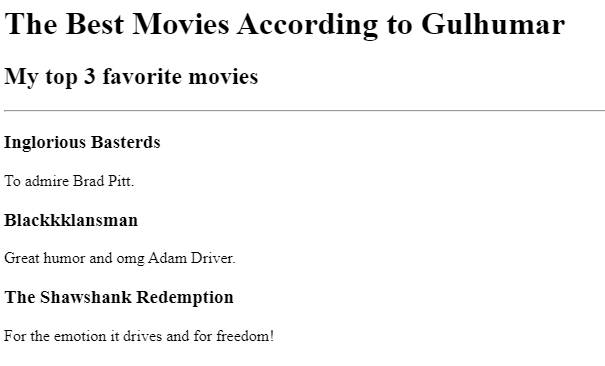 The Best Movies According to Gulhumar
My top 3 favorite movies
Inglorious Basterds
To admire Brad Pitt.
Blackkklansman
Great humor and omg Adam Driver.
The Shawshank Redemption
For the emotion it drives and for freedom!